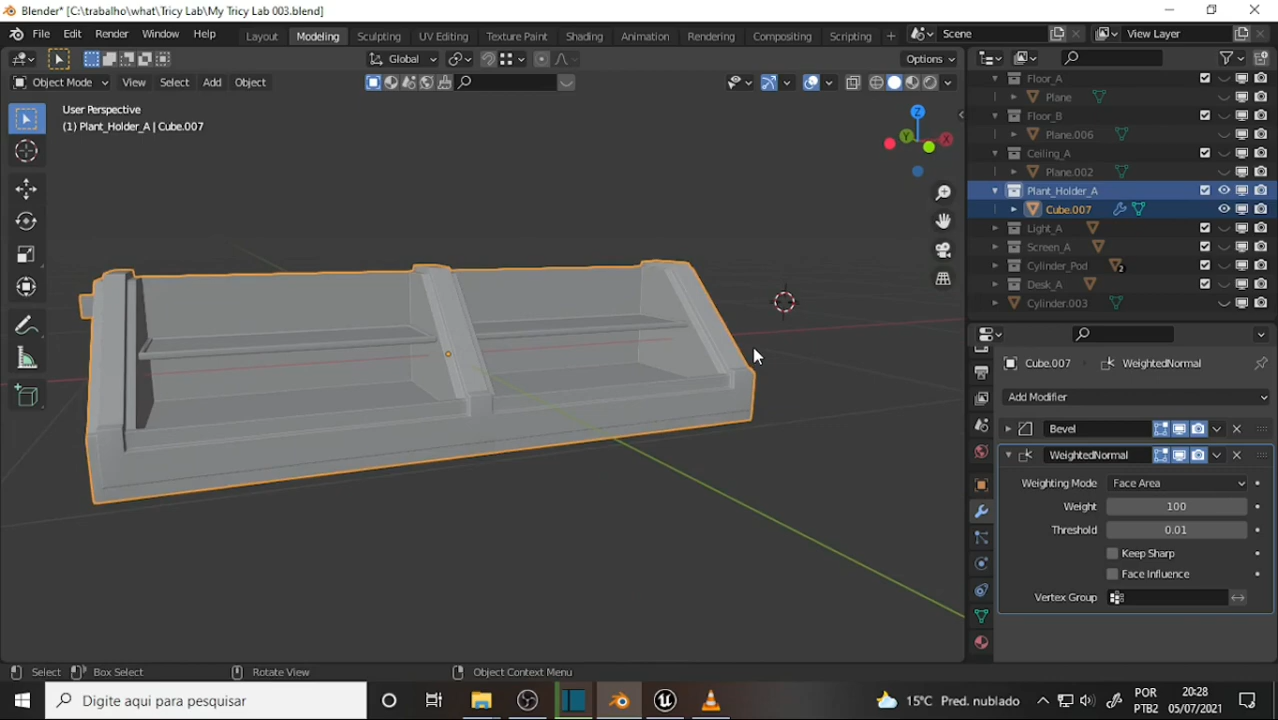 Blender* [C:\trabalho\what\Tricy Lab\My Tricy Lab 003.blend]
File Edit Render Window Help Layout Modeling Sculpting UV Editing Texture Paint Shading Animation Rendering Compositing Scripting + Scene View Layer
Global Options
Object Mode View Select Add Object
User Perspective
(1) Plant_Holder_A | Cube.007
Z
Y
X
Floor_A
Plane
Floor_B
Plane.006
Ceiling_A
Plane.002
Plant_Holder_A
Cube.007
Light_A
Screen_A
Cylinder_Pod 2
Desk_A
Cylinder.003
Cube.007 WeightedNormal
Add Modifier
Bevel
WeightedNormal
Weighting Mode Face Area
Weight 100
Threshold 0.01
Keep Sharp
Face Influence
Vertex Group
Select Box Select Rotate View Object Context Menu
Digite aqui para pesquisar
15°C Pred. nublado
POR
PTB2
20:28
05/07/2021